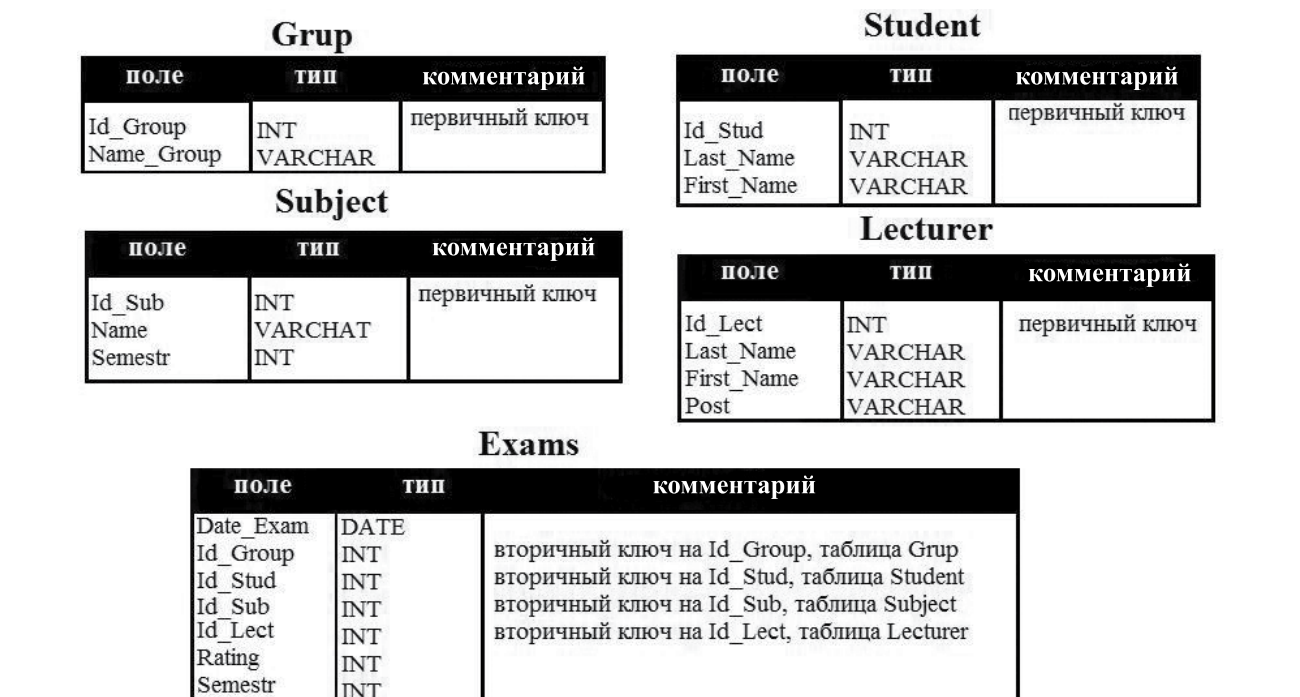 Grup
поле тип комментарий
Id_Group INT первичный ключ
Name_Group VARCHAR
Student
поле тип комментарий
Id_Stud INT первичный ключ
Last_Name VARCHAR
First_Name VARCHAR
Subject
поле тип комментарий
Id_Sub INT первичный ключ
Name VARCHAT
Semestr INT
Lecturer
поле тип комментарий
Id_Lect INT первичный ключ
Last_Name VARCHAR
First_Name VARCHAR
Post VARCHAR
Exams
поле тип комментарий
Date_Exam DATE
Id_Group INT вторичный ключ на Id_Group, таблица Grup
Id_Stud INT вторичный ключ на Id_Stud, таблица Student
Id_Sub INT вторичный ключ на Id_Sub, таблица Subject
Id_Lect INT вторичный ключ на Id_Lect, таблица Lecturer
Rating INT
Semestr INT